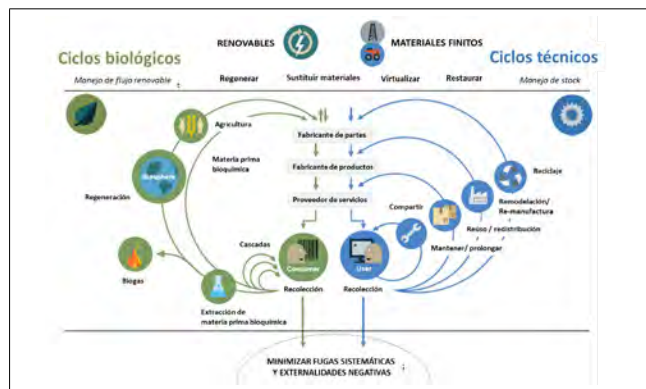 RENOVABLES
MATERIALES FINITOS
Ciclos biológicos
Ciclos técnicos
Manejo de flujo renovable
Regenerar
Sustituir materiales
Virtualizar
Restaurar
Manejo de stock
Agricultura
Fabricante de partes
Materia prima
bioquímica
Fabricante de productos
Reciclaje
Biosphere
Regeneración
Proveedor de servicios
Compartir
Remodelación/
Re-manufactura
Reúso / redistribución
Mantener/ prolongar
Cascadas
Consumer
User
Biogas
Recolección
Recolección
Extracción de
materia prima bioquímica
MINIMIZAR FUGAS SISTEMÁTICAS
Y EXTERNALIDADES NEGATIVAS